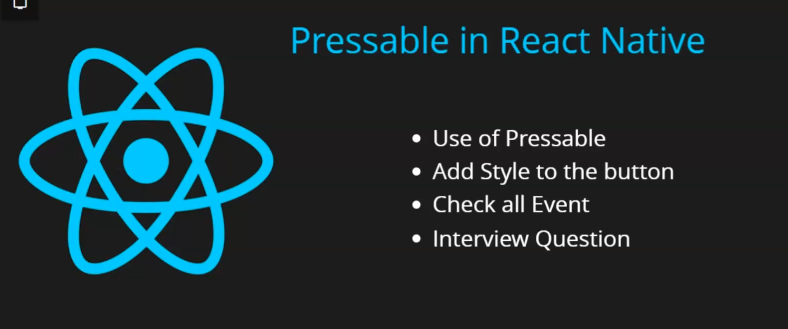 Pressable in React Native
• Use of Pressable
• Add Style to the button
• Check all Event
• Interview Question